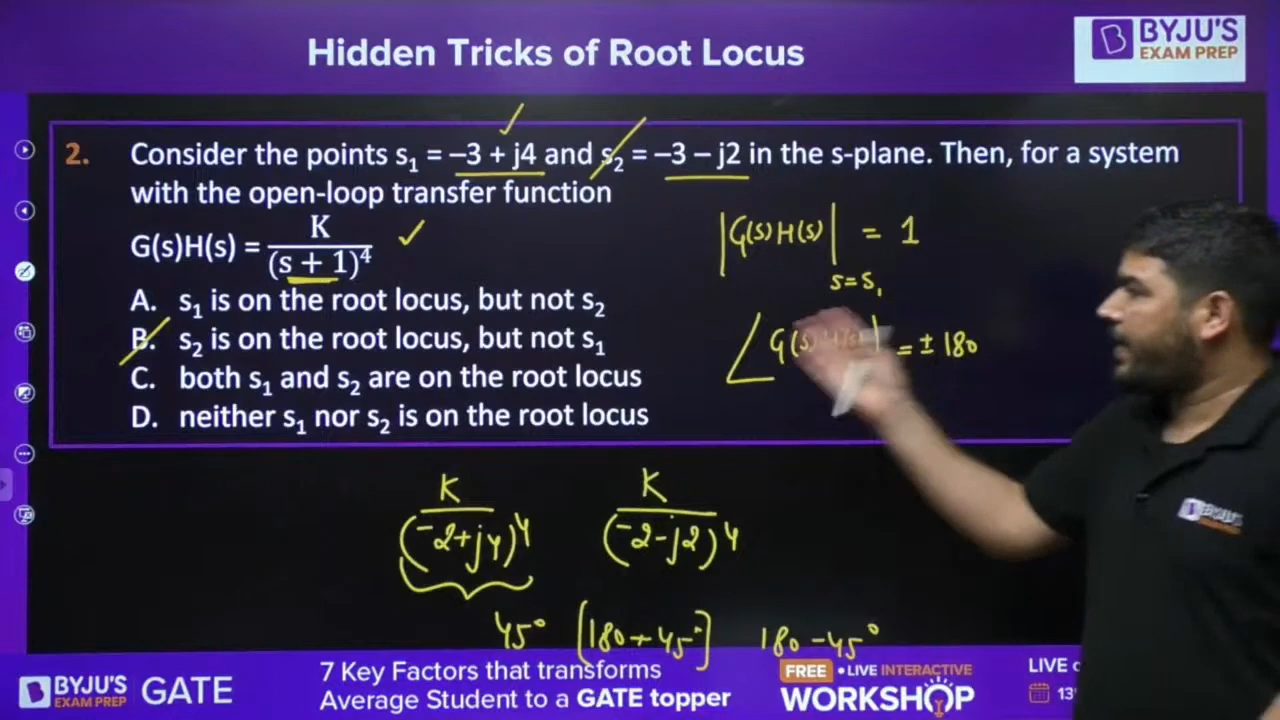 Hidden Tricks of Root Locus
BYJU'S
EXAM PREP
2. Consider the points s₁ = −3 + j4 and s₂ = −3 − j2 in the s-plane. Then, for a system
with the open-loop transfer function
G(s)H(s) = K/(s + 1)⁴
|G(s)H(s)| = 1
s=s₁
A. s₁ is on the root locus, but not s₂
B. s₂ is on the root locus, but not s₁
∠G(s) = ± 180
C. both s₁ and s₂ are on the root locus
D. neither s₁ nor s₂ is on the root locus
K/(-2+j4)⁴ K/(-2-j2)⁴
45° [180+45°] 180-45°
BYJU'S
BYJU'S
EXAM PREP
GATE
7 Key Factors that transforms
Average Student to a GATE topper
FREE • LIVE INTERACTIVE
WORKSHOP
LIVE
13